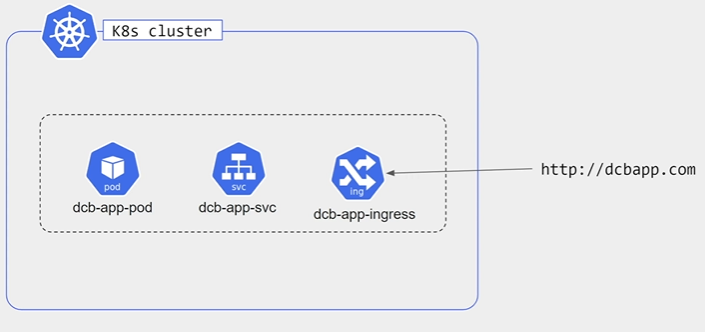 K8s cluster
pod
svc
ing
dcb-app-pod
dcb-app-svc
dcb-app-ingress
http://dcbapp.com